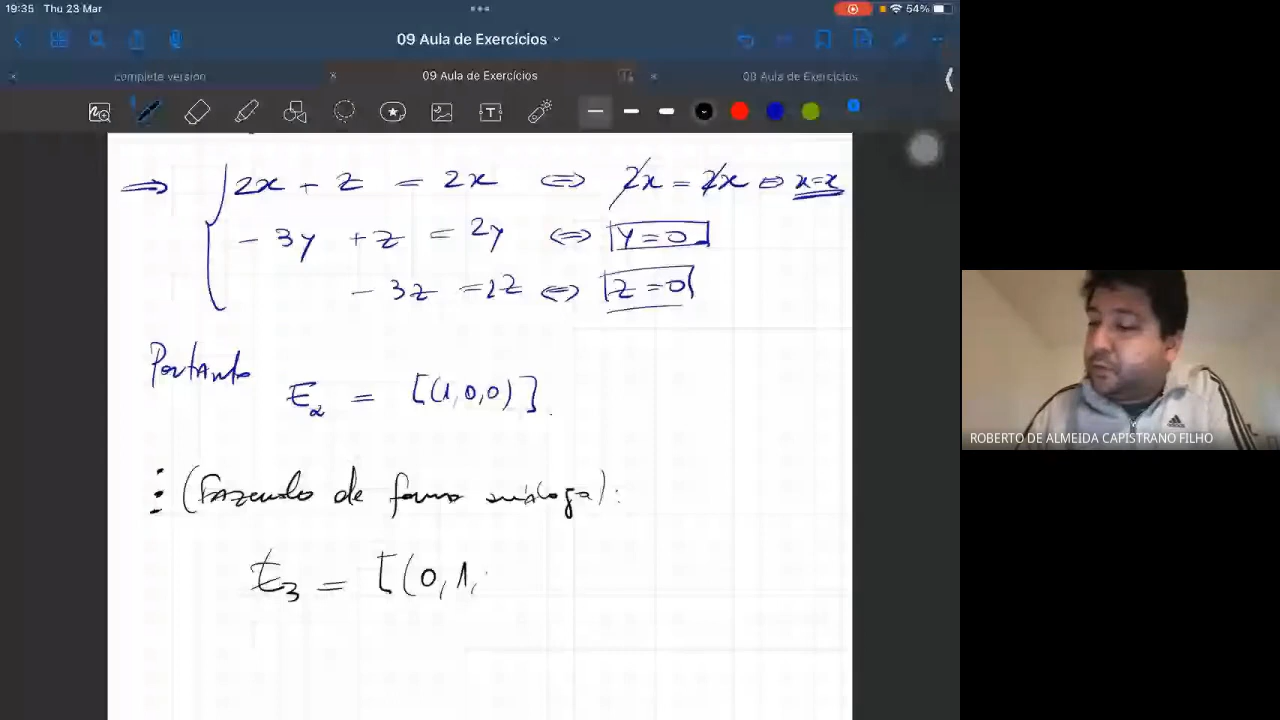 19:35 Thu 23 Mar
54%
09 Aula de Exercícios
complete version
09 Aula de Exercícios
08 Aula de Exercícios
⇒ 2x + z = 2x ⇔ 2x = 2x ⇔ x=x
- 3y + z = 2y ⇔ y=0
- 3z = 2z ⇔ z=0
Portanto
E₂ = [(1,0,0)].
ROBERTO DE ALMEIDA CAPISTRANO FILHO
⋮ (Fazendo de forma análoga):
E₃ = [(0,1,